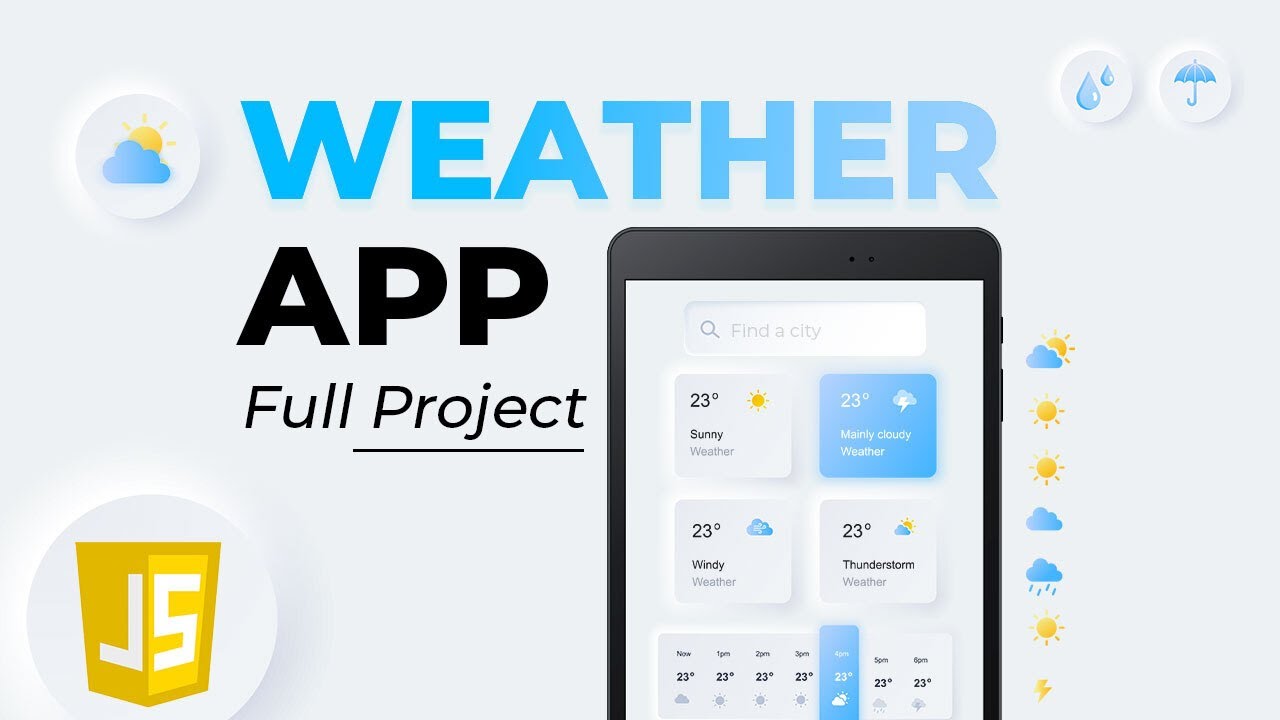 WEATHER
APP
Full Project
JS
Find a city
23° 23°
Sunny Mainly cloudy
Weather Weather
23° 23°
Windy Thunderstorm
Weather Weather
Now 1pm 2pm 3pm 4pm 5pm 6pm
23° 23° 23° 23° 23° 23° 23°